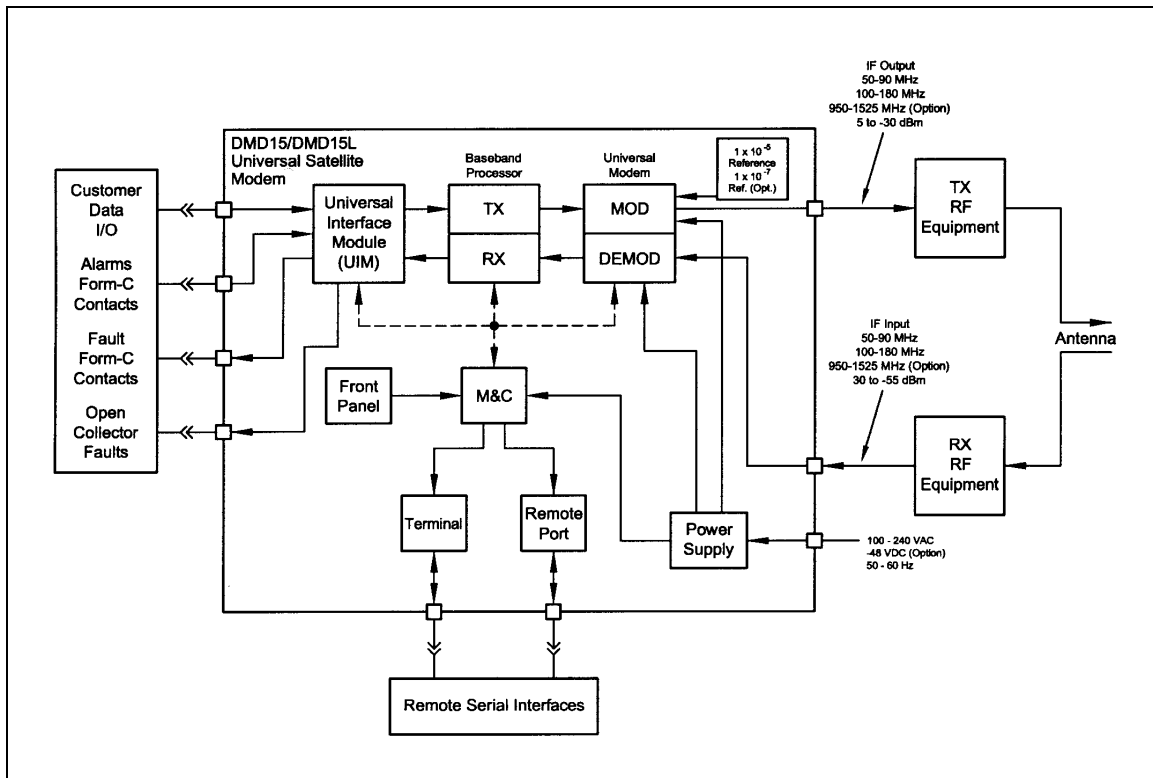 IF Output
50-90 MHz
100-180 MHz
950-1525 MHz (Option)
5 to -30 dBm
DMD15/DMD15L
Universal Satellite
Modem
Baseband
Processor
Universal
Modem
1 x 10-5
Reference
1 x 10-7
Ref. (Opt.)
Customer
Data
I/O
Alarms
Form-C
Contacts
Fault
Form-C
Contacts
Open
Collector
Faults
Universal
Interface
Module
(UIM)
TX
RX
MOD
DEMOD
TX
RF
Equipment
IF Input
50-90 MHz
100-180 MHz
950-1525 MHz (Option)
30 to -55 dBm
Antenna
Front
Panel
M&C
RX
RF
Equipment
Terminal
Remote
Port
Power
Supply
100 - 240 VAC
-48 VDC (Option)
50 - 60 Hz
Remote Serial Interfaces